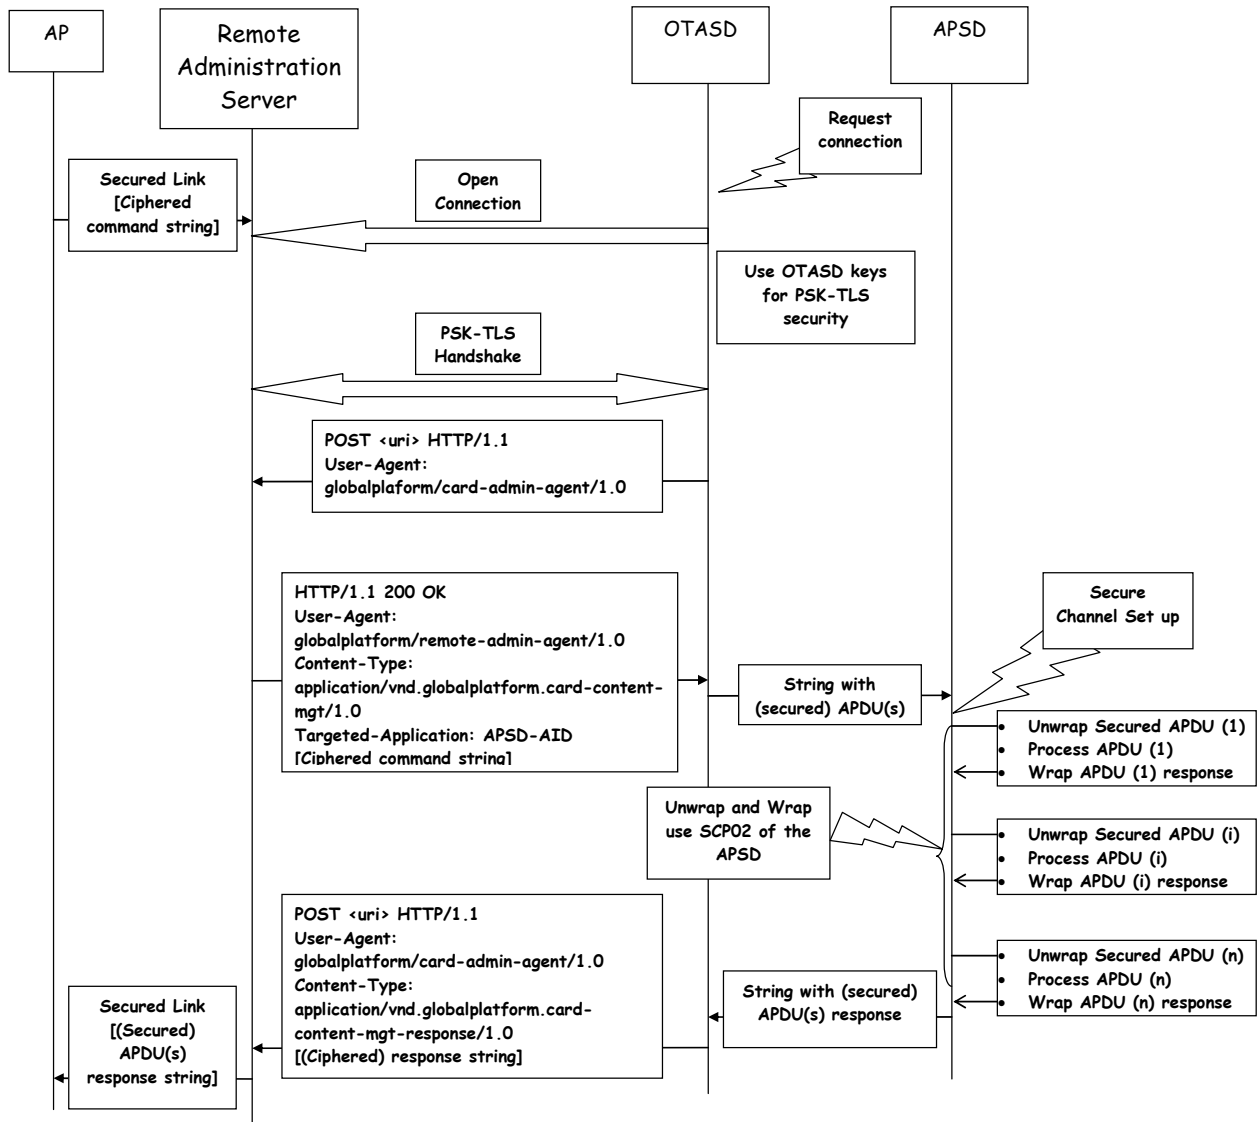 AP
Remote
Administration
Server
OTASD
APSD
Request
connection
Secured Link
[Ciphered
command string]
Open
Connection
Use OTASD keys
for PSK-TLS
security
PSK-TLS
Handshake
POST <uri> HTTP/1.1
User-Agent:
globalplaform/card-admin-agent/1.0
HTTP/1.1 200 OK
User-Agent:
globalplatform/remote-admin-agent/1.0
Content-Type:
application/vnd.globalplatform.card-content-
mgt/1.0
Targeted-Application: APSD-AID
[Ciphered command string]
Secure
Channel Set up
String with
(secured) APDU(s)
• Unwrap Secured APDU (1)
• Process APDU (1)
• Wrap APDU (1) response
Unwrap and Wrap
use SCP02 of the
APSD
• Unwrap Secured APDU (i)
• Process APDU (i)
• Wrap APDU (i) response
POST <uri> HTTP/1.1
User-Agent:
globalplatform/card-admin-agent/1.0
Content-Type:
application/vnd.globalplatform.card-
content-mgt-response/1.0
[(Ciphered) response string]
• Unwrap Secured APDU (n)
• Process APDU (n)
• Wrap APDU (n) response
String with (secured)
APDU(s) response
Secured Link
[(Secured)
APDU(s)
response string]